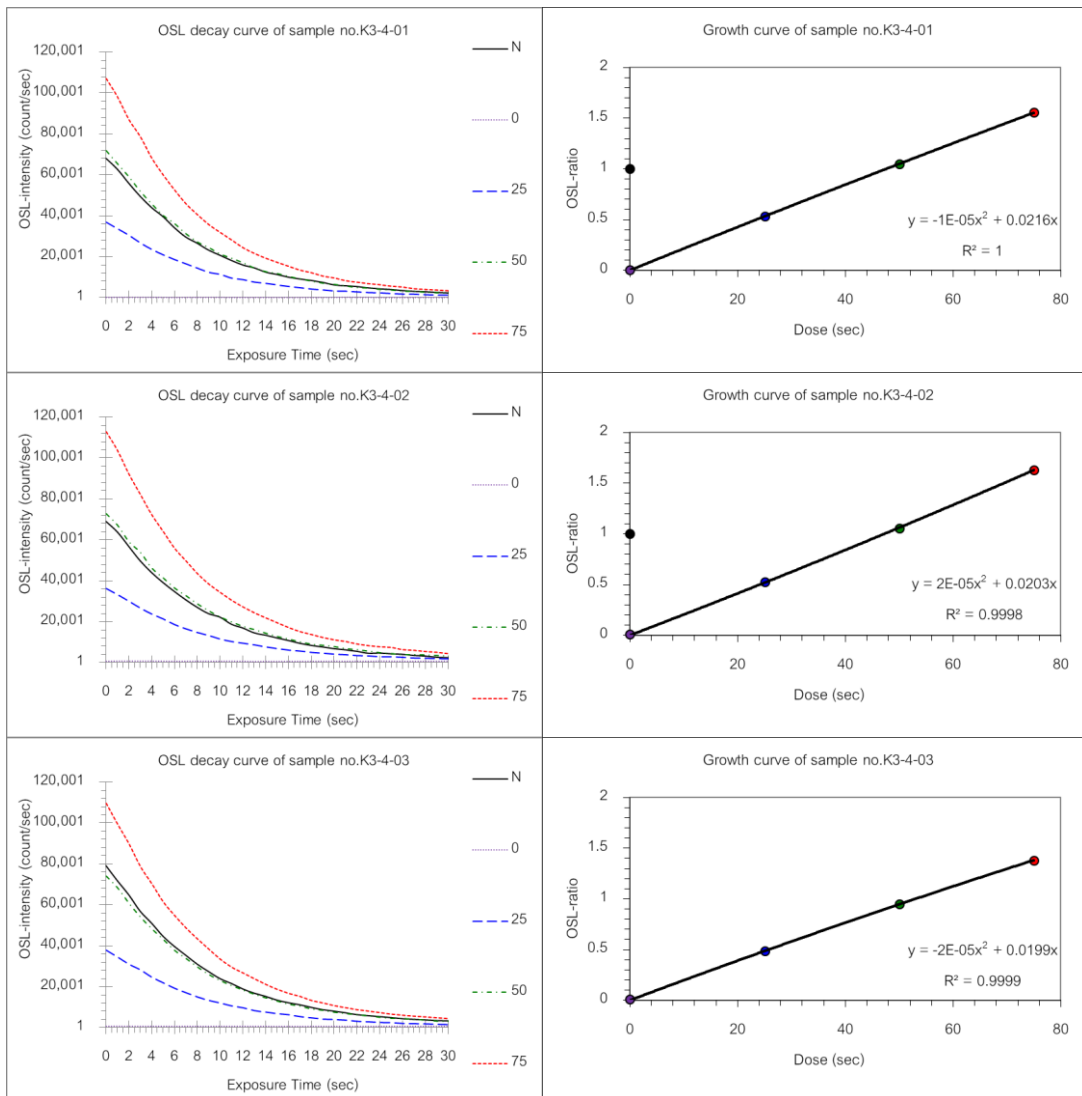 OSL decay curve of sample no.K3-4-01
120,001
100,001
80,001
60,001
40,001
20,001
1
OSL-intensity (count/sec)
0 2 4 6 8 10 12 14 16 18 20 22 24 26 28 30
Exposure Time (sec)
N
0
25
50
75
Growth curve of sample no.K3-4-01
2
1.5
1
0.5
0
OSL-ratio
y = -1E-05x² + 0.0216x
R² = 1
0 20 40 60 80
Dose (sec)
OSL decay curve of sample no.K3-4-02
120,001
100,001
80,001
60,001
40,001
20,001
1
OSL-intensity (count/sec)
0 2 4 6 8 10 12 14 16 18 20 22 24 26 28 30
Exposure Time (sec)
N
0
25
50
75
Growth curve of sample no.K3-4-02
2
1.5
1
0.5
0
OSL-ratio
y = 2E-05x² + 0.0203x
R² = 0.9998
0 20 40 60 80
Dose (sec)
OSL decay curve of sample no.K3-4-03
120,001
100,001
80,001
60,001
40,001
20,001
1
OSL-intensity (count/sec)
0 2 4 6 8 10 12 14 16 18 20 22 24 26 28 30
Exposure Time (sec)
N
0
25
50
75
Growth curve of sample no.K3-4-03
2
1.5
1
0.5
0
OSL-ratio
y = -2E-05x² + 0.0199x
R² = 0.9999
0 20 40 60 80
Dose (sec)